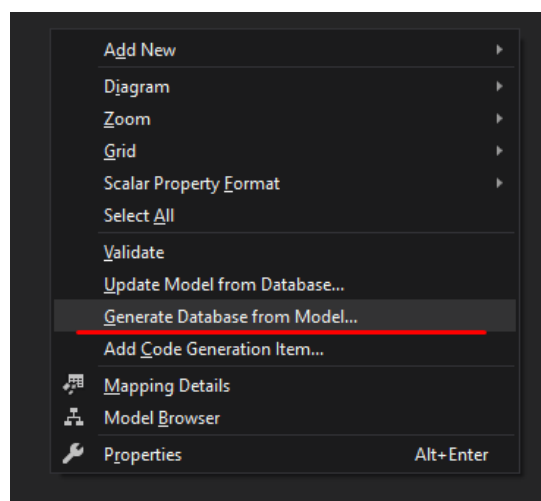 Add New
Diagram
Zoom
Grid
Scalar Property Format
Select All
Validate
Update Model from Database...
Generate Database from Model...
Add Code Generation Item...
Mapping Details
Model Browser
Properties Alt+Enter